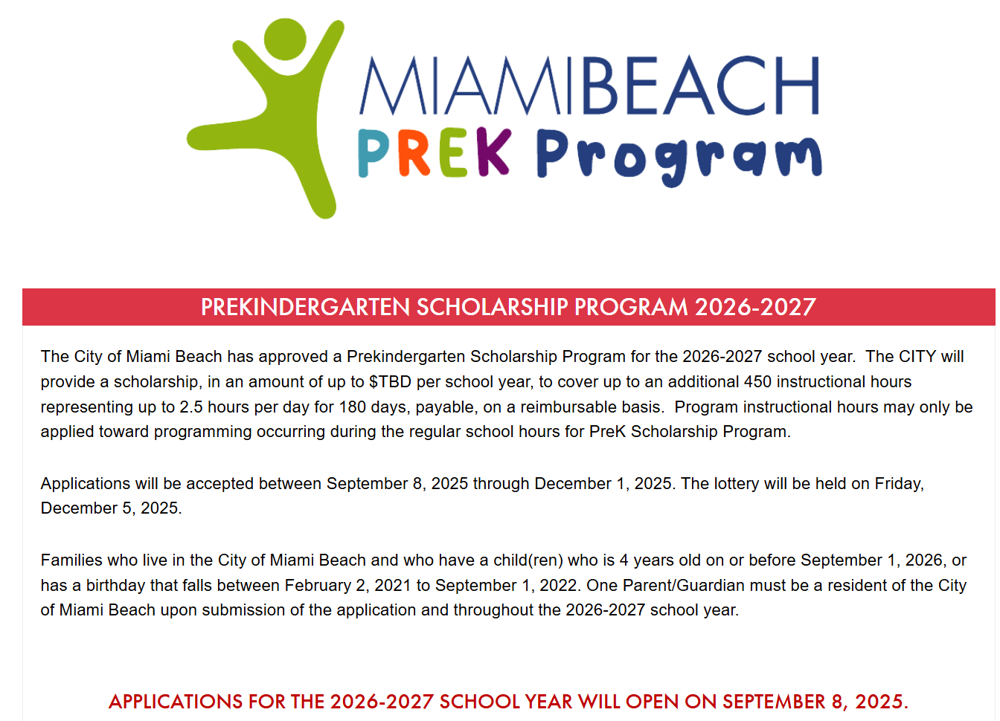 MIAMIBEACH
PREK Program
PREKINDERGARTEN SCHOLARSHIP PROGRAM 2026-2027
The City of Miami Beach has approved a Prekindergarten Scholarship Program for the 2026-2027 school year.  The CITY will
provide a scholarship, in an amount of up to $TBD per school year, to cover up to an additional 450 instructional hours
representing up to 2.5 hours per day for 180 days, payable, on a reimbursable basis.  Program instructional hours may only be
applied toward programming occurring during the regular school hours for PreK Scholarship Program.
Applications will be accepted between September 8, 2025 through December 1, 2025. The lottery will be held on Friday,
December 5, 2025.
Families who live in the City of Miami Beach and who have a child(ren) who is 4 years old on or before September 1, 2026, or
has a birthday that falls between February 2, 2021 to September 1, 2022. One Parent/Guardian must be a resident of the City
of Miami Beach upon submission of the application and throughout the 2026-2027 school year.
APPLICATIONS FOR THE 2026-2027 SCHOOL YEAR WILL OPEN ON SEPTEMBER 8, 2025.